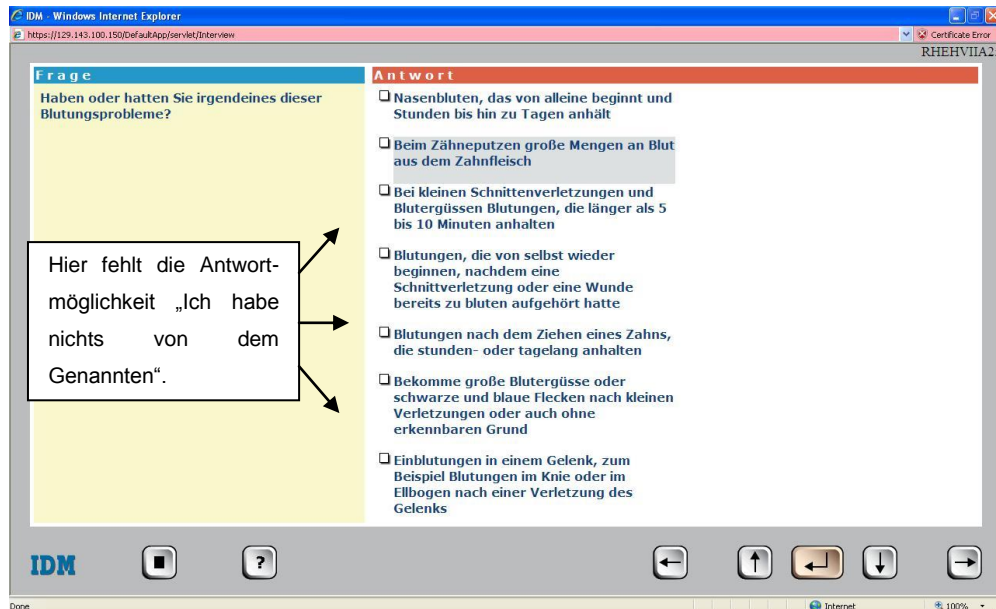 IDM - Windows Internet Explorer
https://129.143.100.150/DefaultApp/servlet/Interview
Certificate Error
RHEHVIIA2
Frage
Antwort
Haben oder hatten Sie irgendeines dieser
Blutungsprobleme?
Nasenbluten, das von alleine beginnt und
Stunden bis hin zu Tagen anhält
Beim Zähneputzen große Mengen an Blut
aus dem Zahnfleisch
Bei kleinen Schnittenverletzungen und
Blutergüssen Blutungen, die länger als 5
bis 10 Minuten anhalten
Blutungen, die von selbst wieder
beginnen, nachdem eine
Schnittverletzung oder eine Wunde
bereits zu bluten aufgehört hatte
Blutungen nach dem Ziehen eines Zahns,
die stunden- oder tagelang anhalten
Bekomme große Blutergüsse oder
schwarze und blaue Flecken nach kleinen
Verletzungen oder auch ohne
erkennbaren Grund
Einblutungen in einem Gelenk, zum
Beispiel Blutungen im Knie oder im
Ellbogen nach einer Verletzung des
Gelenks
Hier fehlt die Antwort-
möglichkeit „Ich habe
nichts von dem
Genannten“.
IDM
?
Done
Internet
100%